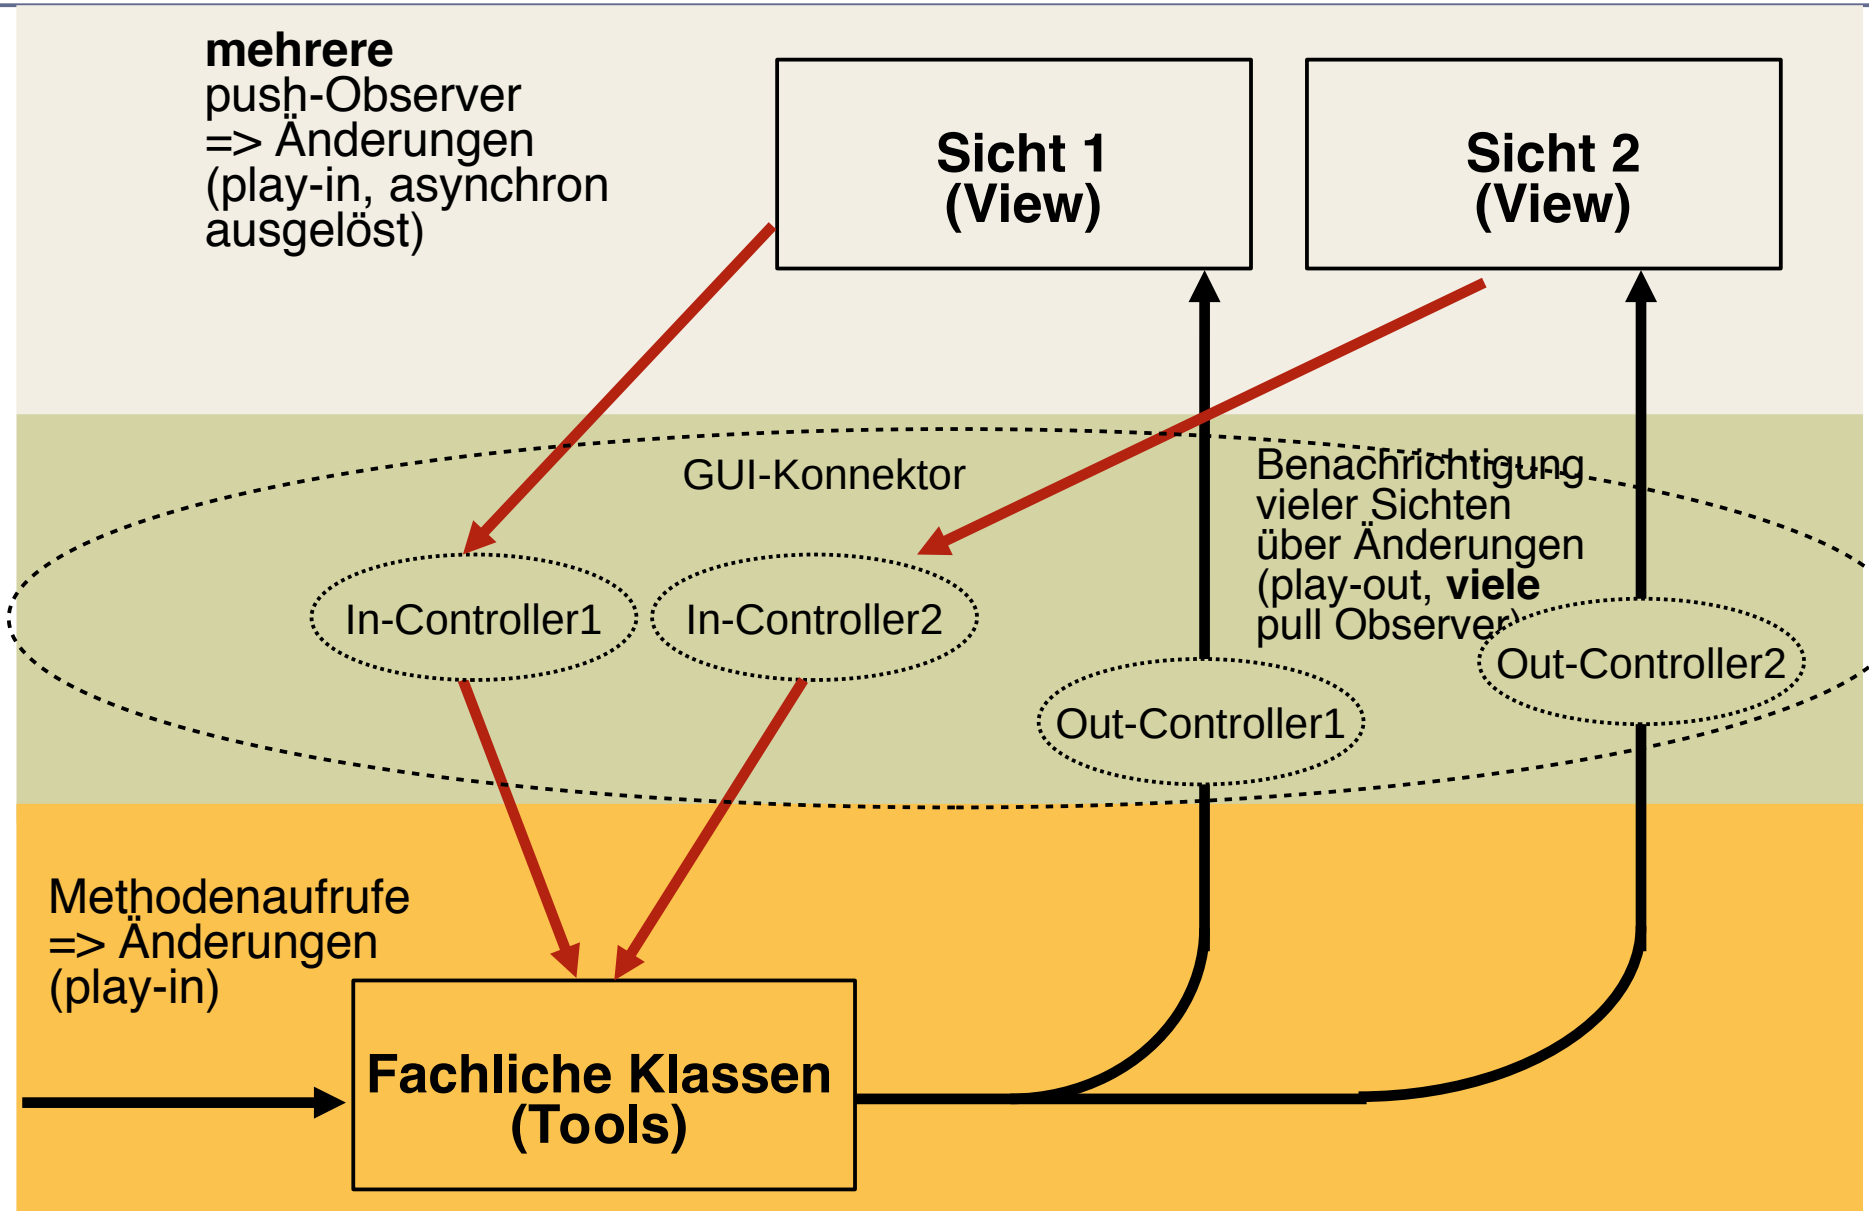 mehrere
push-Observer
=> Änderungen
(play-in, asynchron
ausgelöst)
Sicht 1
(View)
Sicht 2
(View)
GUI-Konnektor
Benachrichtigung
vieler Sichten
über Änderungen
(play-out, viele
pull Observer)
In-Controller1
In-Controller2
Out-Controller1
Out-Controller2
Methodenaufrufe
=> Änderungen
(play-in)
Fachliche Klassen
(Tools)